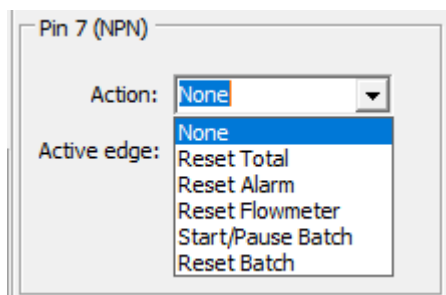 Pin 7 (NPN)
Action: None
None
Active edge:
Reset Total
Reset Alarm
Reset Flowmeter
Start/Pause Batch
Reset Batch